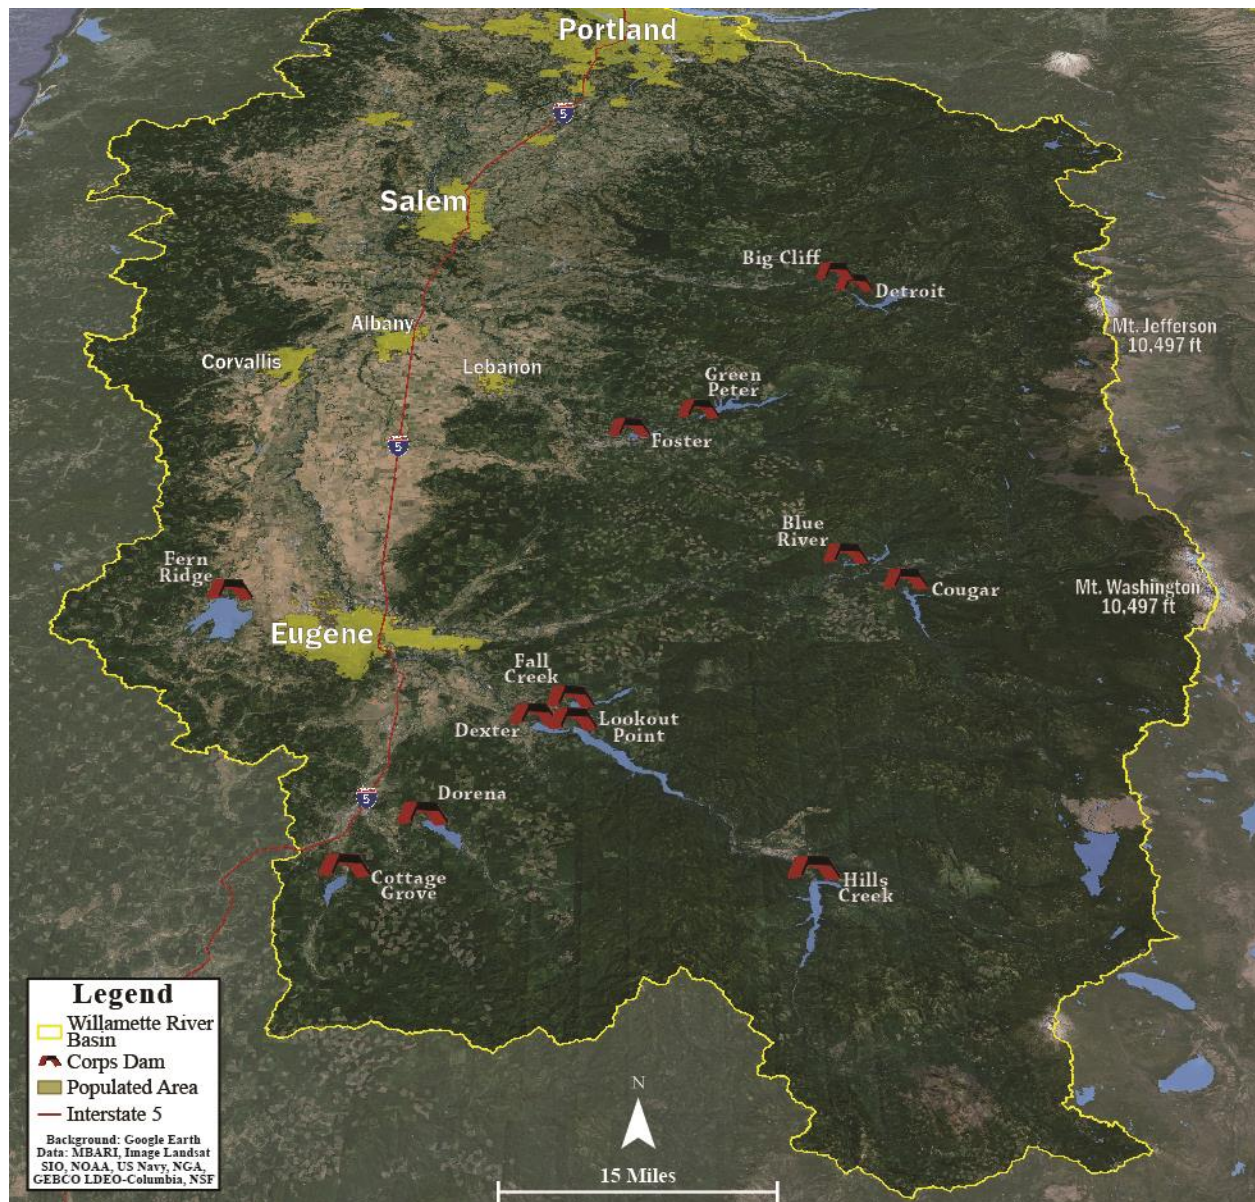 Portland
5
Salem
Big Cliff
Detroit
Albany
Corvallis
Lebanon
Mt. Jefferson
10,497 ft
Green
Peter
Foster
5
Blue
River
Fern
Ridge
Cougar
Mt. Washington
10,497 ft
Eugene
Fall
Creek
Dexter
Lookout
Point
5
Dorena
Cottage
Grove
Hills
Creek
Legend
Willamette River
Basin
Corps Dam
Populated Area
Interstate 5
Background: Google Earth
Data: MBARI, Image Landsat
SIO, NOAA, US Navy, NGA,
GEBCO LDEO-Columbia, NSF
N
15 Miles